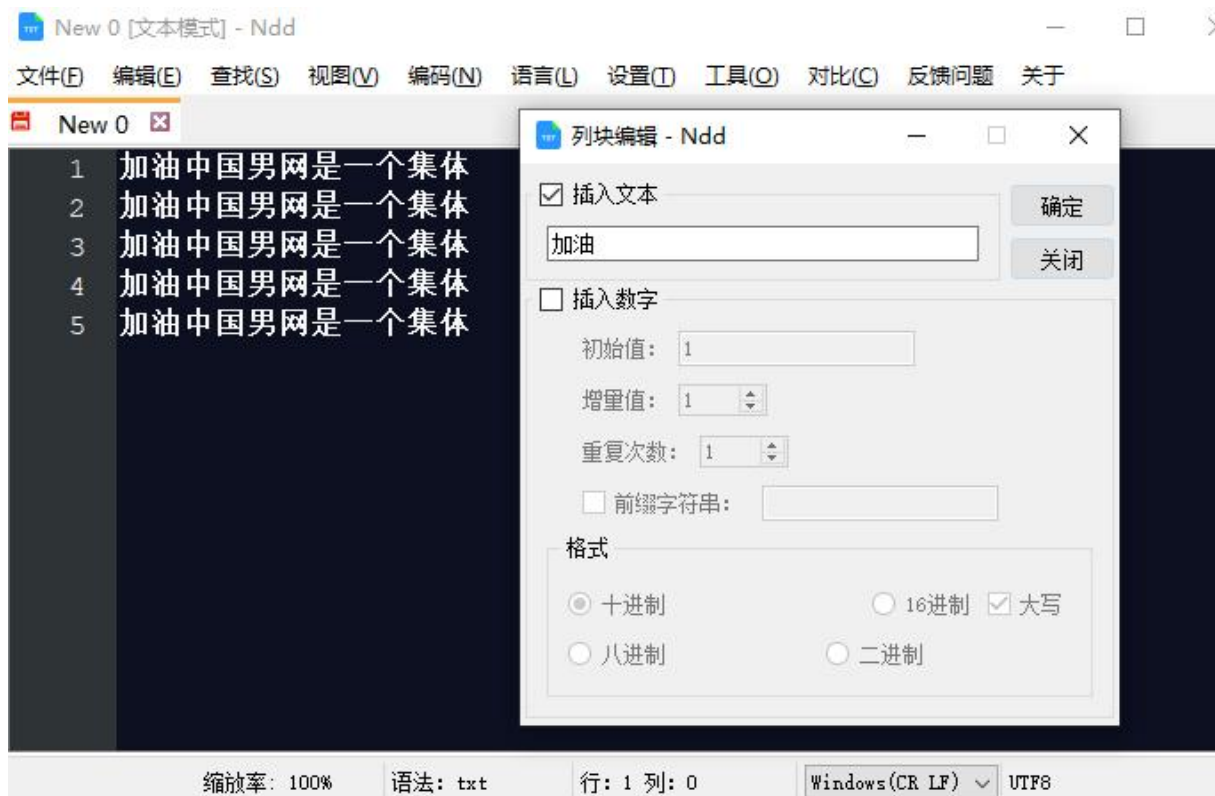 New 0 [文本模式] - Ndd
文件(F) 编辑(E) 查找(S) 视图(V) 编码(N) 语言(L) 设置(T) 工具(O) 对比(C) 反馈问题 关于
New 0
1 加油中国男网是一个集体
2 加油中国男网是一个集体
3 加油中国男网是一个集体
4 加油中国男网是一个集体
5 加油中国男网是一个集体
列块编辑 - Ndd
插入文本
确定
加油
关闭
插入数字
初始值: 1
增量值: 1
重复次数: 1
前缀字符串:
格式
十进制 16进制 大写
八进制 二进制
缩放率: 100% 语法: txt 行: 1 列: 0 Windows(CR LF) UTF8